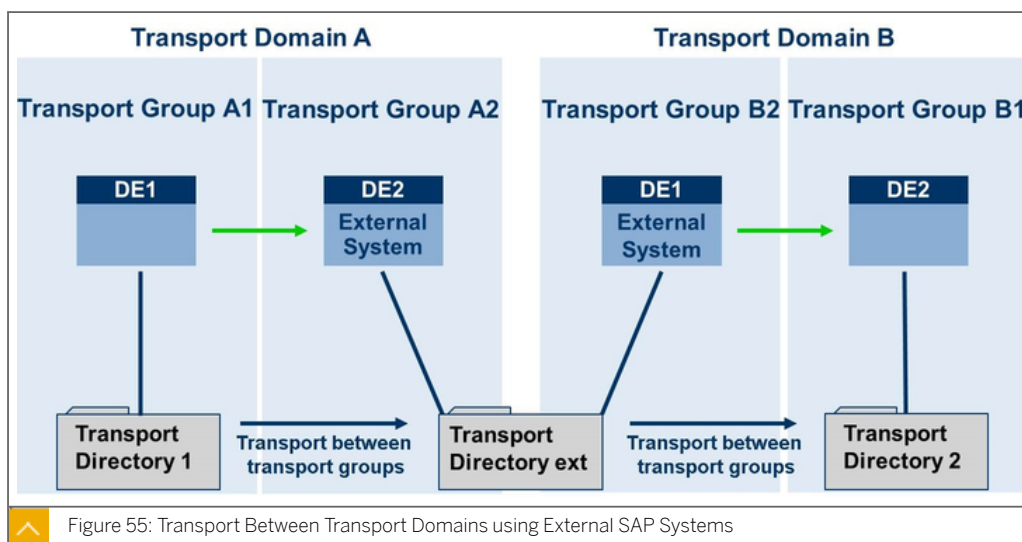 Transport Domain A
Transport Domain B
Transport Group A1
Transport Group A2
Transport Group B2
Transport Group B1
DE1
DE2
External
System
DE1
External
System
DE2
Transport
Directory 1
Transport between
transport groups
Transport
Directory ext
Transport between
transport groups
Transport
Directory 2
Figure 55: Transport Between Transport Domains using External SAP Systems